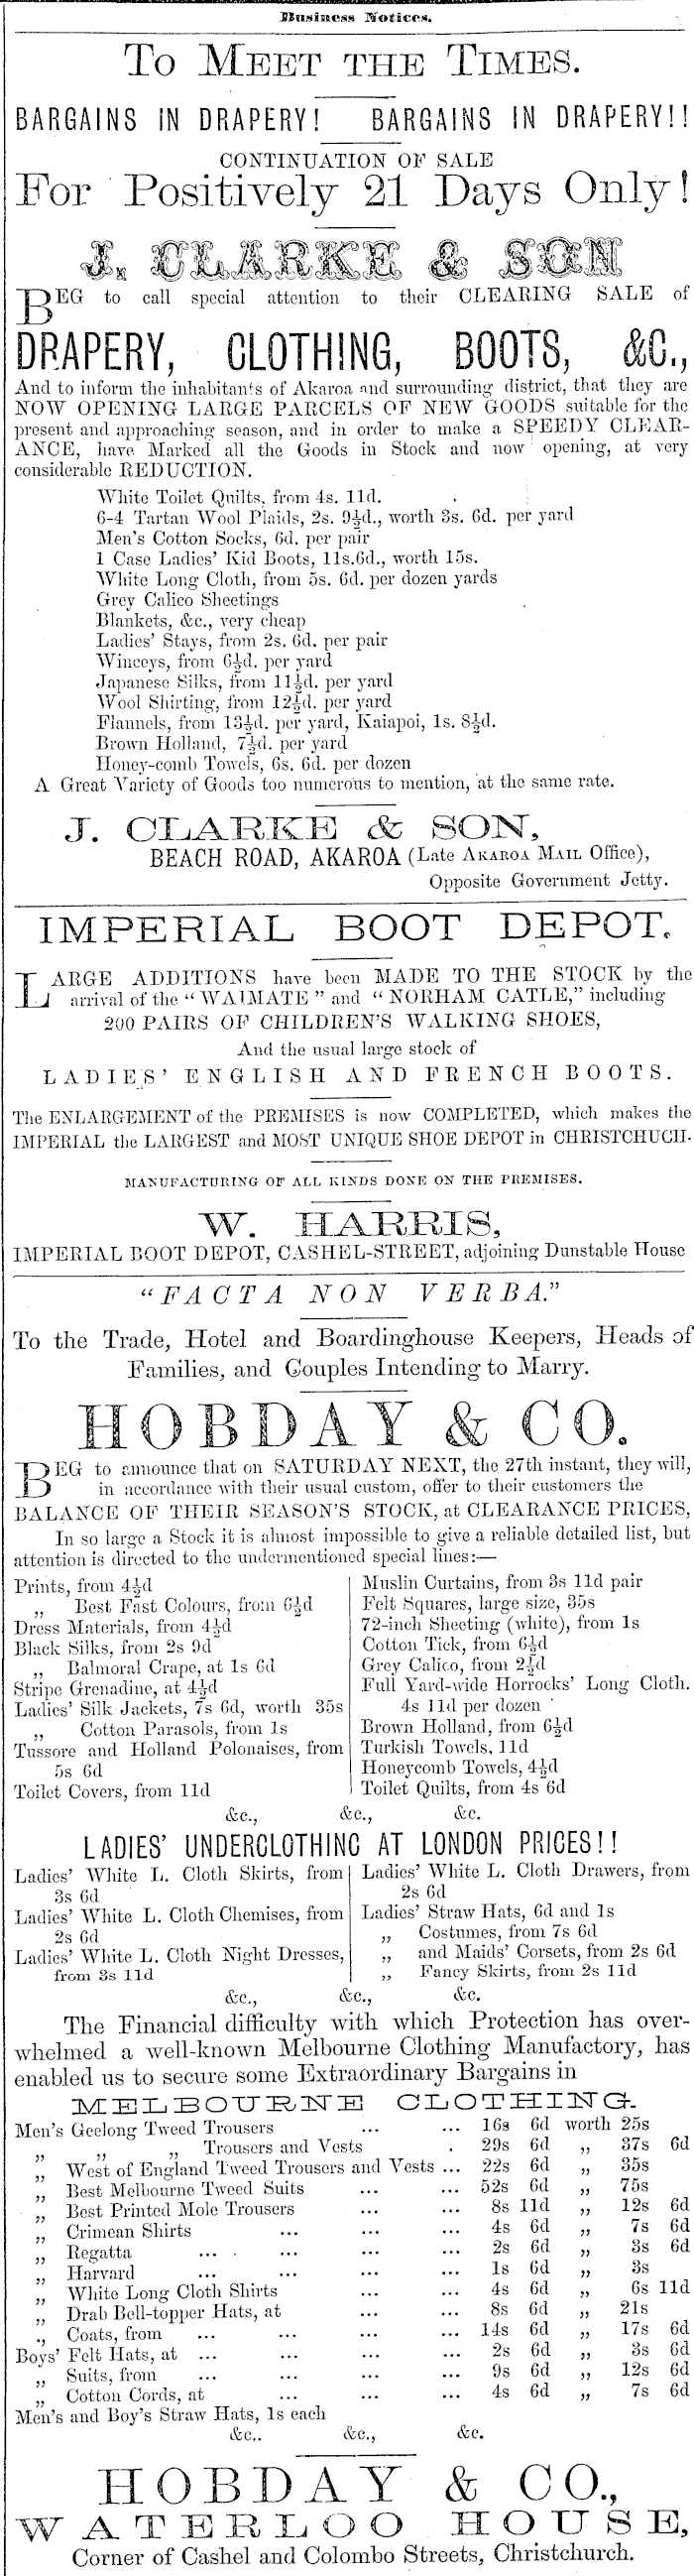 Business Notices.
To Meet the Times.
BARGAINS IN DRAPERY! BARGAINS IN DRAPERY!!
CONTINUATION OF SALE
For Positively 21 Days Only!
J. CLARKE & SON
BEG to call special attention to their CLEARING SALE of
DRAPERY, CLOTHING, BOOTS, &C.,
And to inform the inhabitants of Akaroa and surrounding district, that they are
NOW OPENING LARGE PARCELS OF NEW GOODS suitable for the
present and approaching season, and in order to make a SPEEDY CLEAR-
ANCE, have Marked all the Goods in Stock and now opening, at very
considerable REDUCTION.
White Toilet Quilts, from 4s. 11d.
6-4 Tartan Wool Plaids, 2s. 9½d., worth 3s. 6d. per yard
Men's Cotton Socks, 6d. per pair
1 Case Ladies' Kid Boots, 11s.6d., worth 15s.
White Long Cloth, from 5s. 6d. per dozen yards
Grey Calico Sheetings
Blankets, &c., very cheap
Ladies' Stays, from 2s. 6d. per pair
Winceys, from 6½d. per yard
Japanese Silks, from 11½d. per yard
Wool Shirting, from 12½d. per yard
Flannels, from 13½d. per yard, Kaiapoi, 1s. 8½d.
Brown Holland, 7½d. per yard
Honey-comb Towels, 6s. 6d. per dozen
A Great Variety of Goods too numerous to mention, at the same rate.
J. CLARKE & SON,
BEACH ROAD, AKAROA (Late Akaroa Mail Office),
Opposite Government Jetty.
IMPERIAL BOOT DEPOT.
LARGE ADDITIONS have been MADE TO THE STOCK by the
arrival of the "WAIMATE" and "NORHAM CATLE," including
200 PAIRS OF CHILDREN'S WALKING SHOES,
And the usual large stock of
LADIES' ENGLISH AND FRENCH BOOTS.
The ENLARGEMENT of the PREMISES is now COMPLETED, which makes the
IMPERIAL the LARGEST and MOST UNIQUE SHOE DEPOT in CHRISTCHUCH.
MANUFACTURING OF ALL KINDS DONE ON THE PREMISES.
W. HARRIS,
IMPERIAL BOOT DEPOT, CASHEL-STREET, adjoining Dunstable House
"FACTA NON VERBA."
To the Trade, Hotel and Boardinghouse Keepers, Heads of
Families, and Couples Intending to Marry.
HOBDAY & CO.
BEG to announce that on SATURDAY NEXT, the 27th instant, they will,
in accordance with their usual custom, offer to their customers the
BALANCE OF THEIR SEASON'S STOCK, at CLEARANCE PRICES,
In so large a Stock it is almost impossible to give a reliable detailed list, but
attention is directed to the undermentioned special lines:—
Prints, from 4½d
„ Best Fast Colours, from 6½d
Dress Materials, from 4½d
Black Silks, from 2s 9d
„ Balmoral Crape, at 1s 6d
Stripe Grenadine, at 4½d
Ladies' Silk Jackets, 7s 6d, worth 35s
„ Cotton Parasols, from 1s
Tussore and Holland Polonaises, from
5s 6d
Toilet Covers, from 11d
Muslin Curtains, from 3s 11d pair
Felt Squares, large size, 35s
72-inch Sheeting (white), from 1s
Cotton Tick, from 6½d
Grey Calico, from 2½d
Full Yard-wide Horrocks' Long Cloth.
4s 11d per dozen
Brown Holland, from 6½d
Turkish Towels, 11d
Honeycomb Towels, 4½d
Toilet Quilts, from 4s 6d
&c., &c., &c.
LADIES' UNDERCLOTHING AT LONDON PRICES!!
Ladies' White L. Cloth Skirts, from
3s 6d
Ladies' White L. Cloth Chemises, from
2s 6d
Ladies' White L. Cloth Night Dresses,
from 3s 11d
Ladies' White L. Cloth Drawers, from
2s 6d
Ladies' Straw Hats, 6d and 1s
„ Costumes, from 7s 6d
„ and Maids' Corsets, from 2s 6d
„ Fancy Skirts, from 2s 11d
&c., &c., &c.
The Financial difficulty with which Protection has over-
whelmed a well-known Melbourne Clothing Manufactory, has
enabled us to secure some Extraordinary Bargains in
MELBOURNE CLOTHING.
Men's Geelong Tweed Trousers ... ... 16s 6d worth 25s
„ „ „ Trousers and Vests . 29s 6d „ 37s 6d
„ West of England Tweed Trousers and Vests ... 22s 6d „ 35s
„ Best Melbourne Tweed Suits ... ... 52s 6d „ 75s
„ Best Printed Mole Trousers ... ... 8s 11d „ 12s 6d
„ Crimean Shirts ... ... ... 4s 6d „ 7s 6d
„ Regatta ... ... ... ... 2s 6d „ 3s 6d
„ Harvard ... ... ... ... 1s 6d „ 3s
„ White Long Cloth Shirts ... ... 4s 6d „ 6s 11d
„ Drab Bell-topper Hats, at ... ... 8s 6d „ 21s
„ Coats, from ... ... ... ... 14s 6d „ 17s 6d
Boys' Felt Hats, at ... ... ... ... 2s 6d „ 3s 6d
„ Suits, from ... ... ... ... 9s 6d „ 12s 6d
„ Cotton Cords, at ... ... ... 4s 6d „ 7s 6d
Men's and Boy's Straw Hats, 1s each
&c.. &c., &c.
HOBDAY & CO.,
WATERLOO HOUSE,
Corner of Cashel and Colombo Streets, Christchurch.